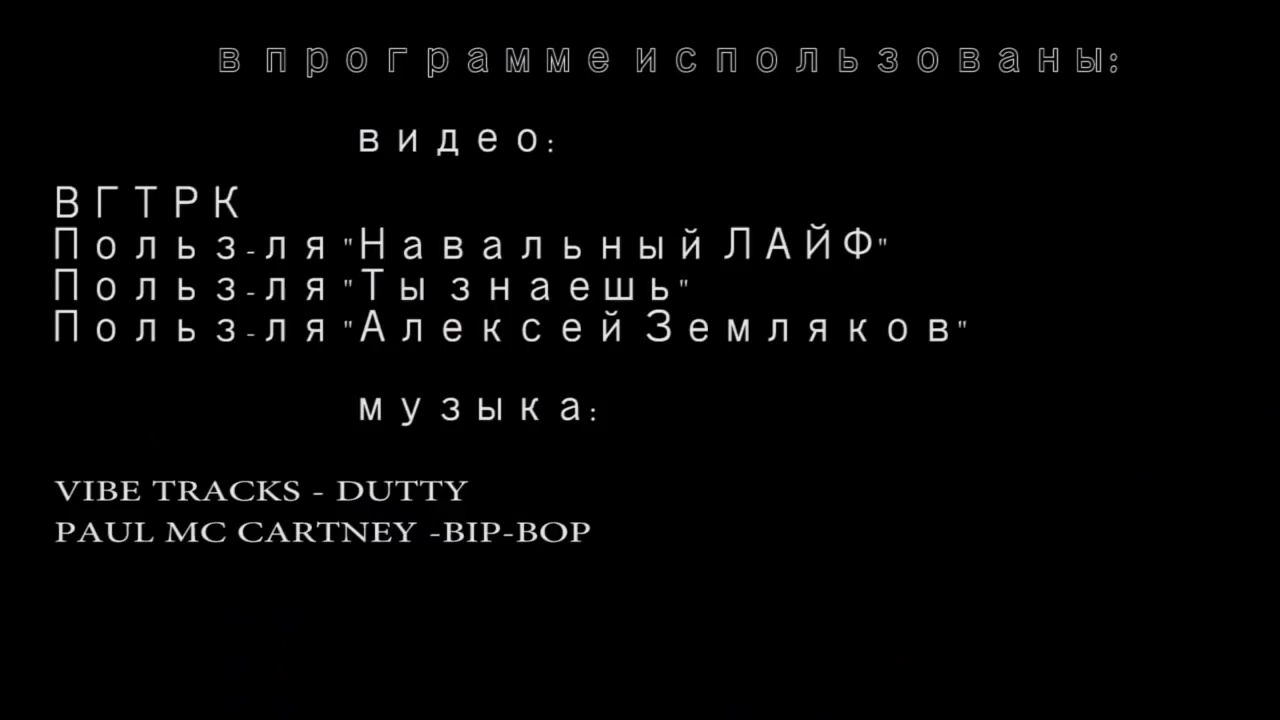 в программе использованы:
видео:
ВГТРК
Польз-ля "Навальный ЛАЙФ"
Польз-ля "Ты знаешь"
Польз-ля "Алексей Земляков"
музыка:
VIBE TRACKS - DUTTY
PAUL MC CARTNEY -BIP-BOP